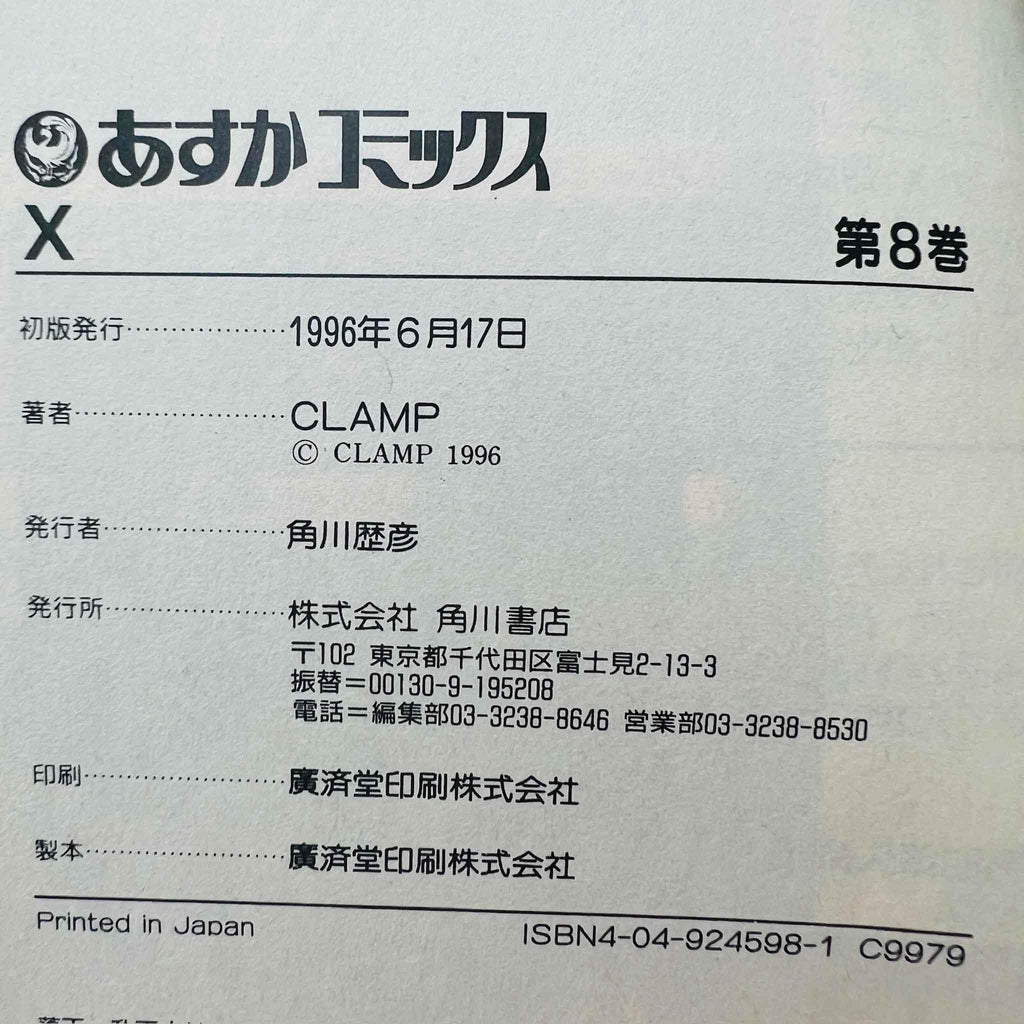 あすかコミックス
X 第8巻
初版発行……………… 1996年6月17日
著者…………………… CLAMP
© CLAMP 1996
発行者………………… 角川歴彦
発行所………………… 株式会社 角川書店
〒102 東京都千代田区富士見2-13-3
振替=00130-9-195208
電話=編集部03-3238-8646 営業部03-3238-8530
印刷…………………… 廣済堂印刷株式会社
製本…………………… 廣済堂印刷株式会社
Printed in Japan ISBN4-04-924598-1 C9979